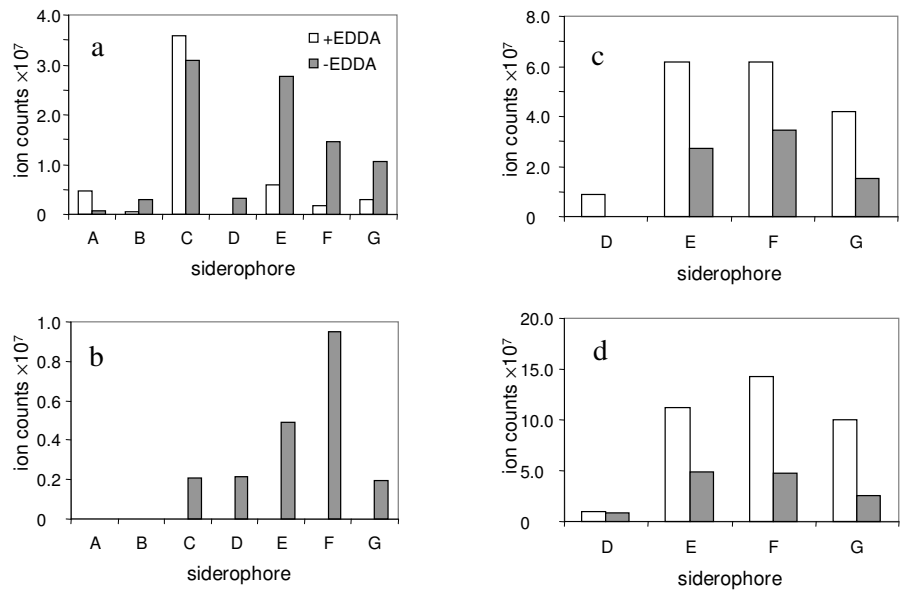 a
ion counts ×10⁷
4.0
3.0
2.0
1.0
0
+EDDA
-EDDA
A B C D E F G
siderophore
c
ion counts ×10⁷
8.0
6.0
4.0
2.0
0
D E F G
siderophore
b
ion counts ×10⁷
1.0
0.8
0.6
0.4
0.2
0
A B C D E F G
siderophore
d
ion counts ×10⁷
20.0
15.0
10.0
5.0
0
D E F G
siderophore